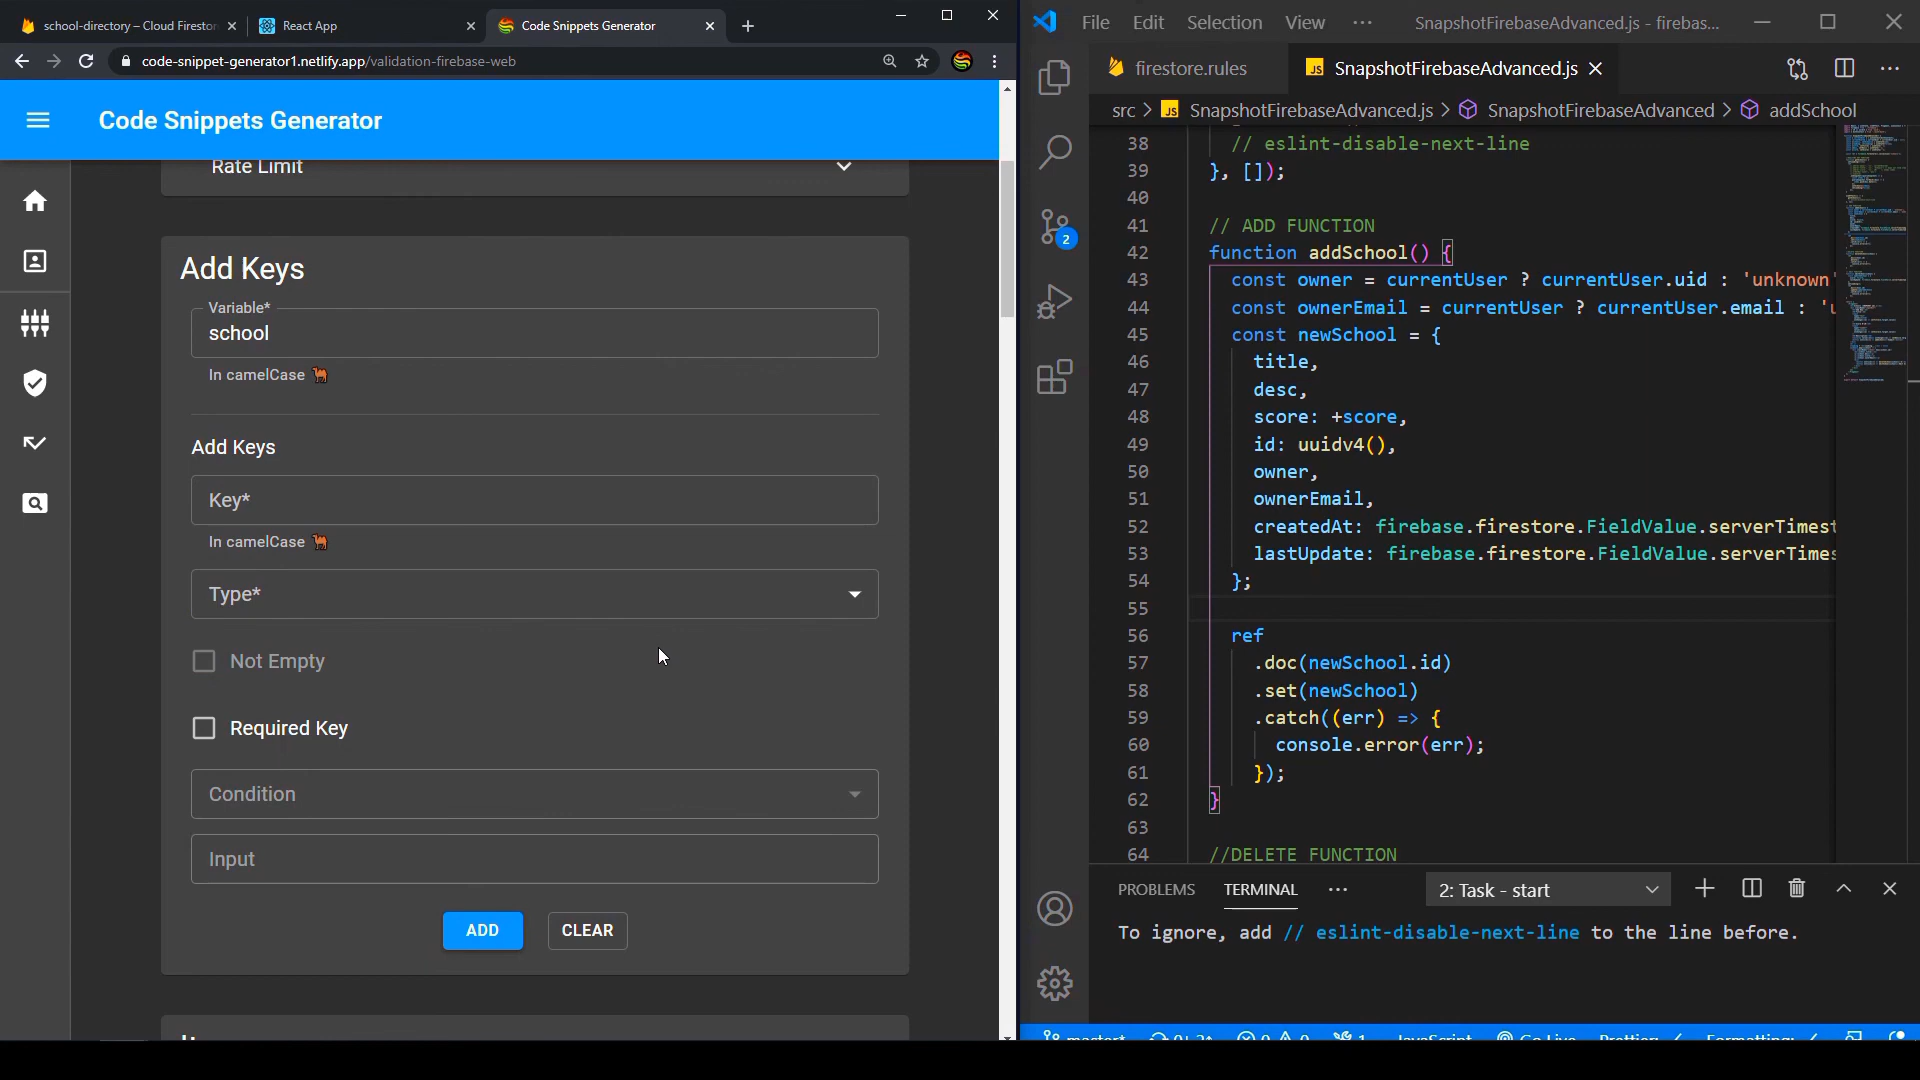 school-directory – Cloud Firestor
React App
Code Snippets Generator
code-snippet-generator1.netlify.app/validation-firebase-web
Code Snippets Generator
Rate Limit
Add Keys
Variable*
school
In camelCase 🐫
Add Keys
Key*
In camelCase 🐫
Type*
Not Empty
Required Key
Condition
Input
ADD
CLEAR
File
Edit
Selection
View
SnapshotFirebaseAdvanced.js - firebas...
firestore.rules
SnapshotFirebaseAdvanced.js
src > SnapshotFirebaseAdvanced.js > SnapshotFirebaseAdvanced > addSchool
2
38 // eslint-disable-next-line
39 }, []);
40
41 // ADD FUNCTION
42 function addSchool() {
43 const owner = currentUser ? currentUser.uid : 'unknown'
44 const ownerEmail = currentUser ? currentUser.email : 'u
45 const newSchool = {
46 title,
47 desc,
48 score: +score,
49 id: uuidv4(),
50 owner,
51 ownerEmail,
52 createdAt: firebase.firestore.FieldValue.serverTimest
53 lastUpdate: firebase.firestore.FieldValue.serverTimes
54 };
55
56 ref
57 .doc(newSchool.id)
58 .set(newSchool)
59 .catch((err) => {
60 console.error(err);
61 });
62 }
63
64 //DELETE FUNCTION
PROBLEMS
TERMINAL
2: Task - start
To ignore, add // eslint-disable-next-line to the line before.
master*
JavaScript
Go Live
Prettier: ✓
Formatting: ✓